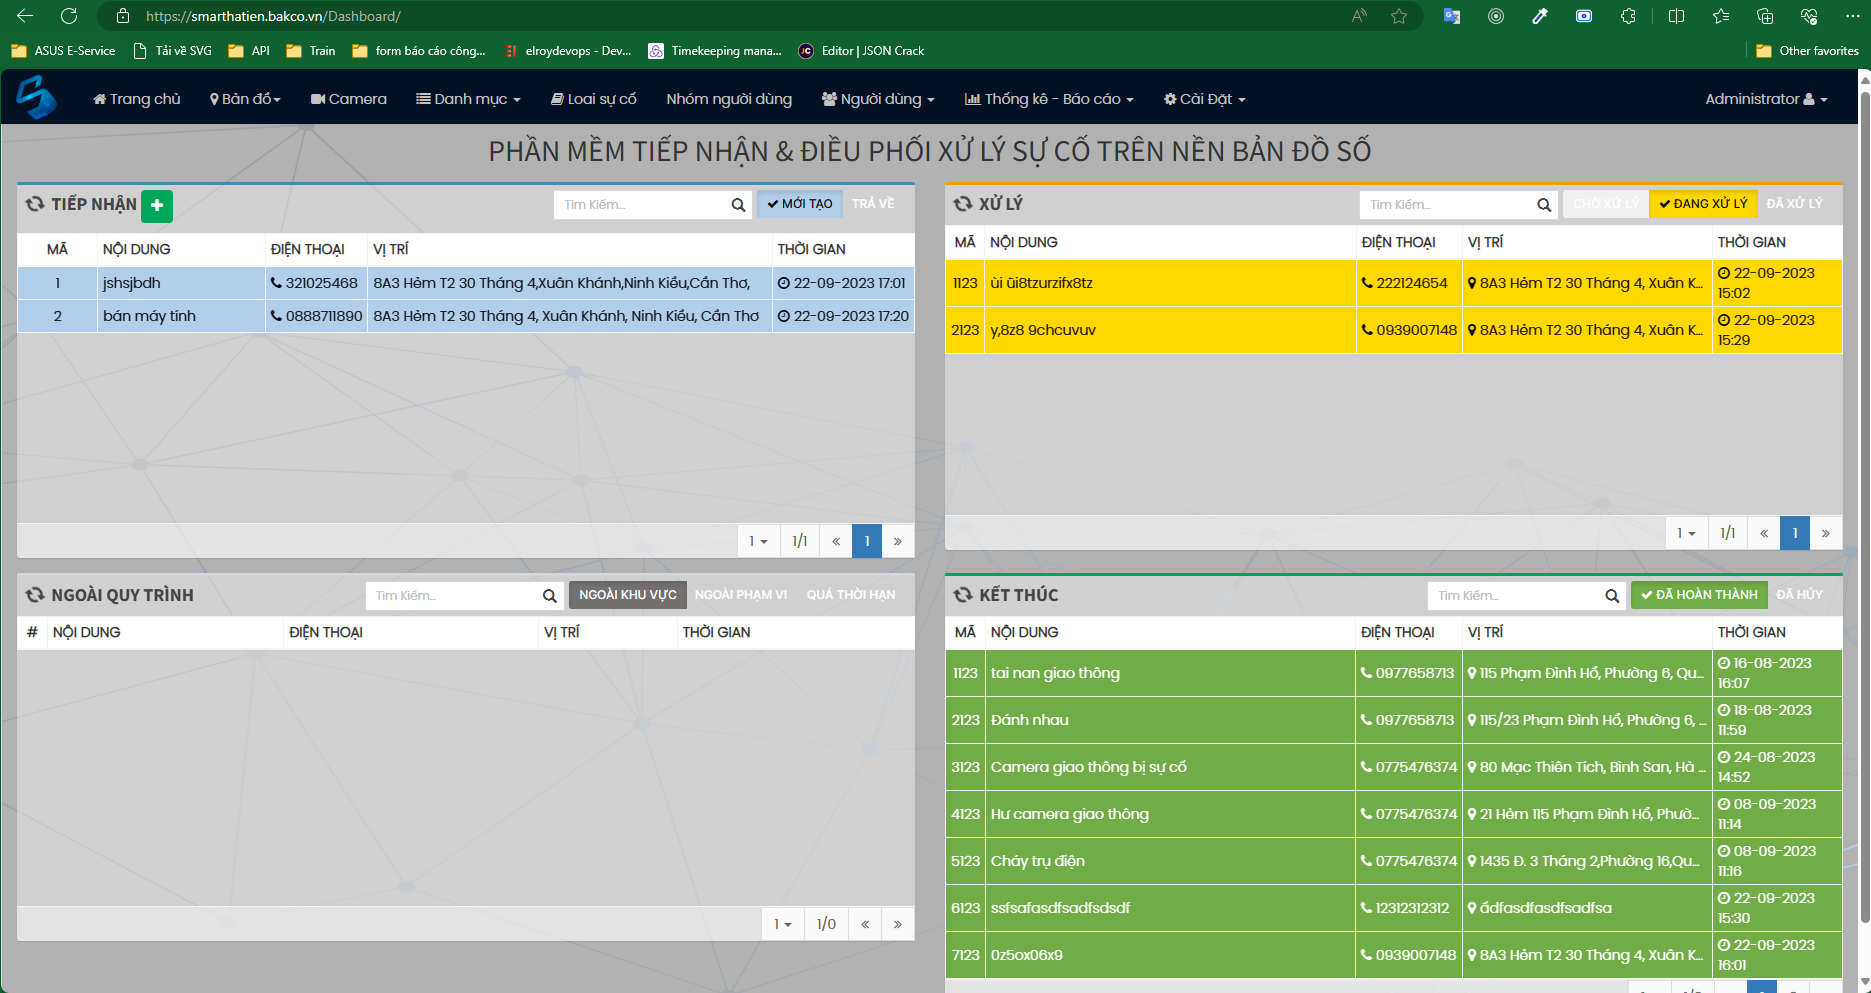 https://smarthatien.bakco.vn/Dashboard/
ASUS E-Service
Tải về SVG
API
Train
form báo cáo công...
elroydevops - Dev...
Timekeeping mana...
Editor | JSON Crack
Other favorites
Trang chủ
Bản đồ
Camera
Danh mục
Loại sự cố
Nhóm người dùng
Người dùng
Thống kê - Báo cáo
Cài Đặt
Administrator
PHẦN MỀM TIẾP NHẬN & ĐIỀU PHỐI XỬ LÝ SỰ CỐ TRÊN NỀN BẢN ĐỒ SỐ
TIẾP NHẬN
Tìm Kiếm...
MỚI TẠO
TRẢ VỀ
MÃ NỘI DUNG ĐIỆN THOẠI VỊ TRÍ THỜI GIAN
1 jshsjbdh 321025468 8A3 Hẻm T2 30 Tháng 4,Xuân Khánh,Ninh Kiều,Cần Thơ, 22-09-2023 17:01
2 bán máy tính 0888711890 8A3 Hẻm T2 30 Tháng 4, Xuân Khánh, Ninh Kiều, Cần Thơ 22-09-2023 17:20
1 1/1 « 1 »
XỬ LÝ
Tìm Kiếm...
CHỜ XỬ LÝ
ĐANG XỬ LÝ
ĐÃ XỬ LÝ
MÃ NỘI DUNG ĐIỆN THOẠI VỊ TRÍ THỜI GIAN
1123 ùi ũi8tzurzifx8tz 222124654 8A3 Hẻm T2 30 Tháng 4, Xuân K... 22-09-2023
15:02
2123 y,8z8 9chcuvuv 0939007148 8A3 Hẻm T2 30 Tháng 4, Xuân K... 22-09-2023
15:29
1 1/1 « 1 »
NGOÀI QUY TRÌNH
Tìm Kiếm...
NGOÀI KHU VỰC
NGOÀI PHẠM VI
QUÁ THỜI HẠN
# NỘI DUNG ĐIỆN THOẠI VỊ TRÍ THỜI GIAN
1 1/0 « »
KẾT THÚC
Tìm Kiếm...
ĐÃ HOÀN THÀNH
ĐÃ HỦY
MÃ NỘI DUNG ĐIỆN THOẠI VỊ TRÍ THỜI GIAN
1123 tai nan giao thông 0977658713 115 Phạm Đình Hổ, Phường 6, Qu... 16-08-2023
16:07
2123 Đánh nhau 0977658713 115/23 Phạm Đình Hổ, Phường 6, ... 18-08-2023
11:59
3123 Camera giao thông bị sự cố 0775476374 80 Mạc Thiên Tích, Bình San, Hà ... 24-08-2023
14:52
4123 Hư camera giao thông 0775476374 21 Hẻm 115 Phạm Đình Hổ, Phườ... 08-09-2023
11:14
5123 Cháy trụ điện 0775476374 1435 Đ. 3 Tháng 2,Phường 16,Qu... 08-09-2023
11:16
6123 ssfsafasdfsadfsdsdf 12312312312 ấdfasdfasdfsadfsa 22-09-2023
15:30
7123 0z5ox06x9 0939007148 8A3 Hẻm T2 30 Tháng 4, Xuân K... 22-09-2023
16:01